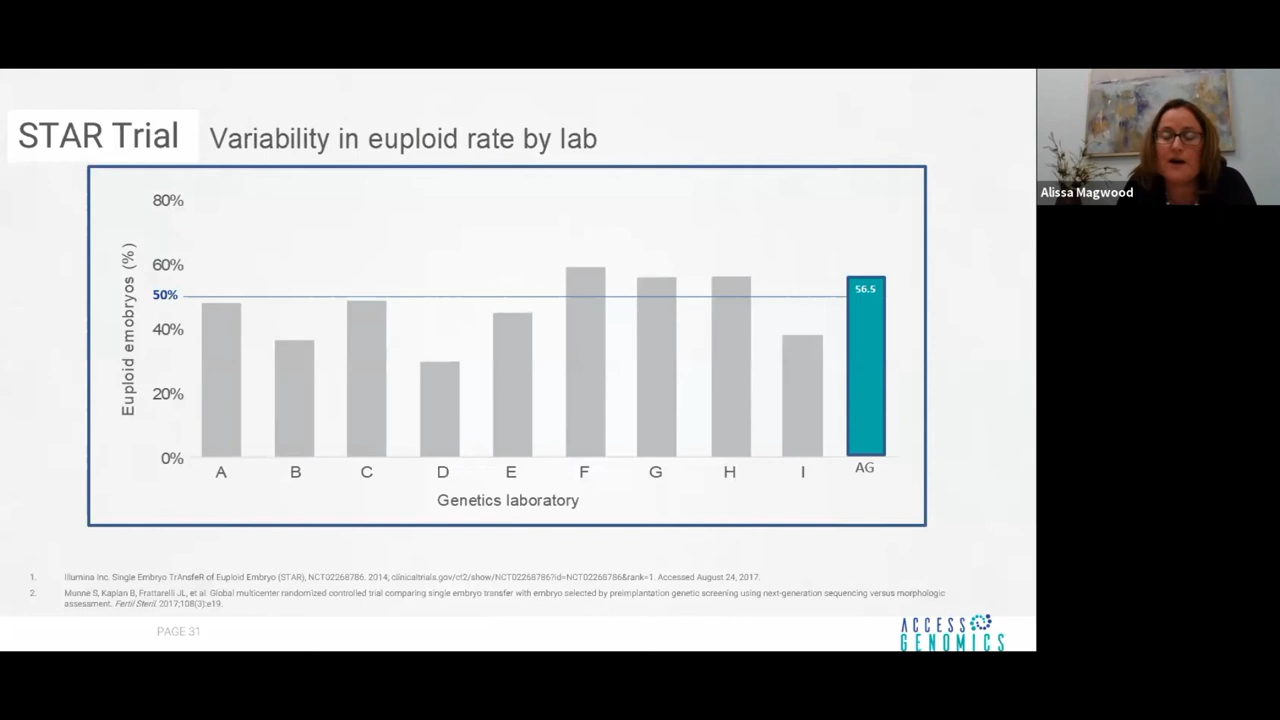 STAR Trial Variability in euploid rate by lab
80%
60%
50%
40%
20%
0%
Euploid emobryos (%)
56.5
A B C D E F G H I AG
Genetics laboratory
1. Illumina Inc. Single Embryo TrAnsfeR of Euploid Embryo (STAR), NCT02268786. 2014; clinicaltrials.gov/ct2/show/NCT02268786?id=NCT02268786&rank=1. Accessed August 24, 2017.
2. Munne S, Kaplan B, Frattarelli JL, et al. Global multicenter randomized controlled trial comparing single embryo transfer with embryo selected by preimplantation genetic screening using next-generation sequencing versus morphologic
assessment. Fertil Steril. 2017;108(3):e19.
PAGE 31
ACCESS
GENOMICS
Alissa Magwood